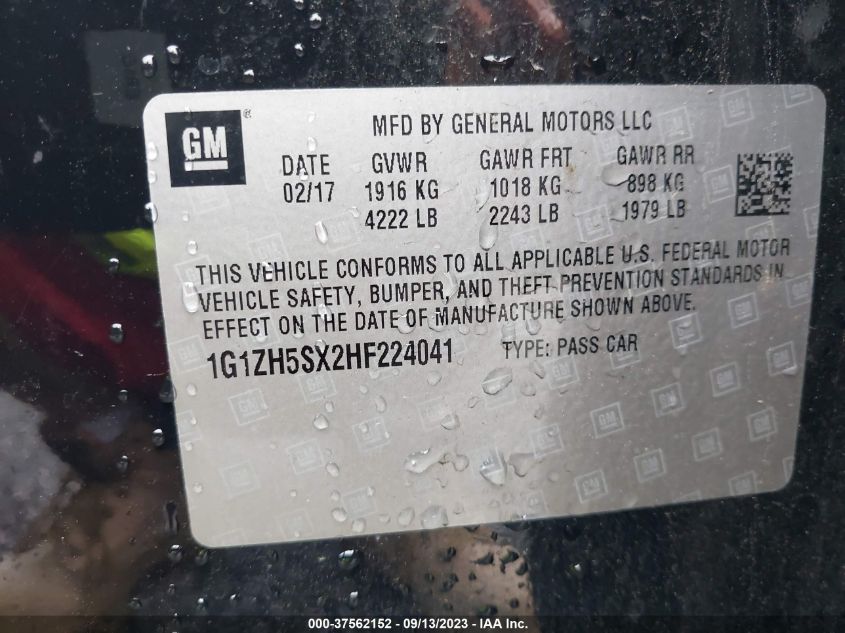 GM ®
MFD BY GENERAL MOTORS LLC
DATE GVWR GAWR FRT GAWR RR
02/17 1916 KG 1018 KG 898 KG
4222 LB 2243 LB 1979 LB
THIS VEHICLE CONFORMS TO ALL APPLICABLE U.S. FEDERAL MOTOR
VEHICLE SAFETY, BUMPER, AND THEFT PREVENTION STANDARDS IN
EFFECT ON THE DATE OF MANUFACTURE SHOWN ABOVE.
1G1ZH5SX2HF224041 TYPE: PASS CAR
000-37562152 - 09/13/2023 - IAA Inc.